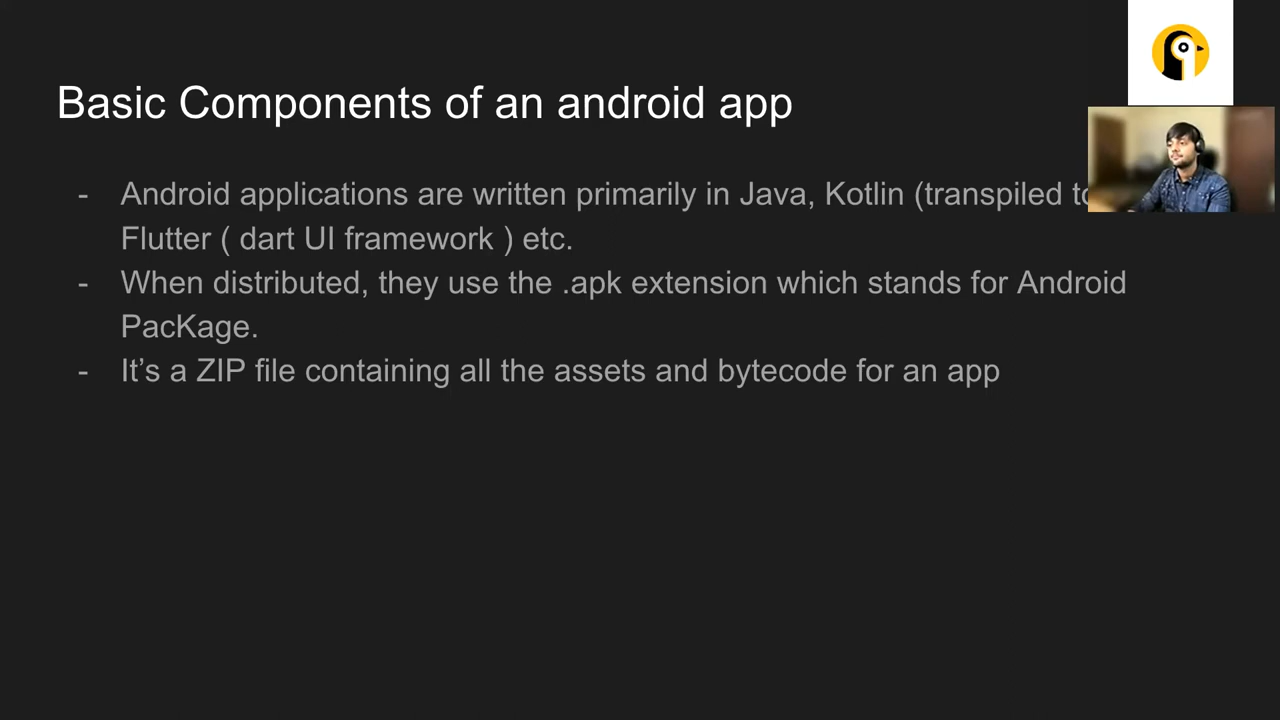 Basic Components of an android app
- Android applications are written primarily in Java, Kotlin (transpiled
Flutter ( dart UI framework ) etc.
- When distributed, they use the .apk extension which stands for Android
PacKage.
- It’s a ZIP file containing all the assets and bytecode for an app